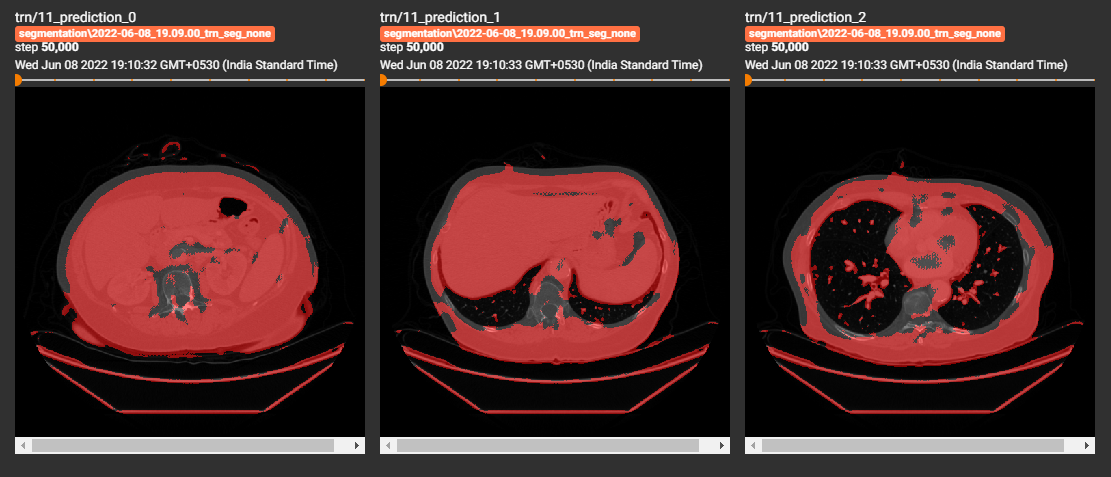 trn/11_prediction_0
segmentation\2022-06-08_19.09.00_trn_seg_none
step 50,000
Wed Jun 08 2022 19:10:32 GMT+0530 (India Standard Time)
trn/11_prediction_1
segmentation\2022-06-08_19.09.00_trn_seg_none
step 50,000
Wed Jun 08 2022 19:10:33 GMT+0530 (India Standard Time)
trn/11_prediction_2
segmentation\2022-06-08_19.09.00_trn_seg_none
step 50,000
Wed Jun 08 2022 19:10:33 GMT+0530 (India Standard Time)